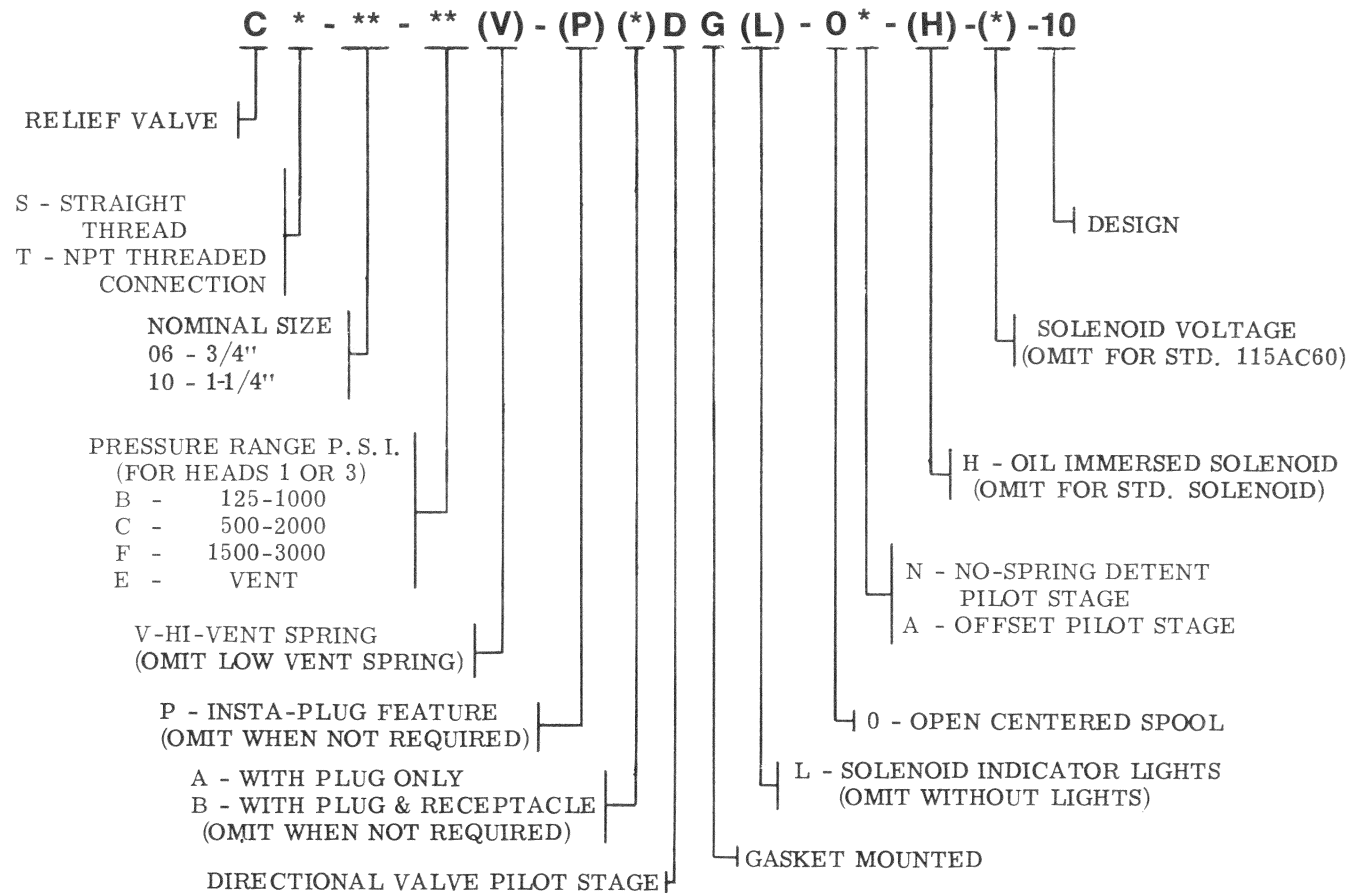 C * - ** - ** (V) - (P) (*) D G (L) - 0 * - (H) -(*) -10
RELIEF VALVE
S - STRAIGHT
THREAD
T - NPT THREADED
CONNECTION
DESIGN
NOMINAL SIZE
06 - 3/4"
10 - 1-1/4"
SOLENOID VOLTAGE
(OMIT FOR STD. 115AC60)
PRESSURE RANGE P.S.I.
(FOR HEADS 1 OR 3)
B - 125-1000
C - 500-2000
F - 1500-3000
E - VENT
H - OIL IMMERSED SOLENOID
(OMIT FOR STD. SOLENOID)
N - NO-SPRING DETENT
PILOT STAGE
A - OFFSET PILOT STAGE
V-HI-VENT SPRING
(OMIT LOW VENT SPRING)
P - INSTA-PLUG FEATURE
(OMIT WHEN NOT REQUIRED)
0 - OPEN CENTERED SPOOL
A - WITH PLUG ONLY
B - WITH PLUG & RECEPTACLE
(OMIT WHEN NOT REQUIRED)
L - SOLENOID INDICATOR LIGHTS
(OMIT WITHOUT LIGHTS)
GASKET MOUNTED
DIRECTIONAL VALVE PILOT STAGE